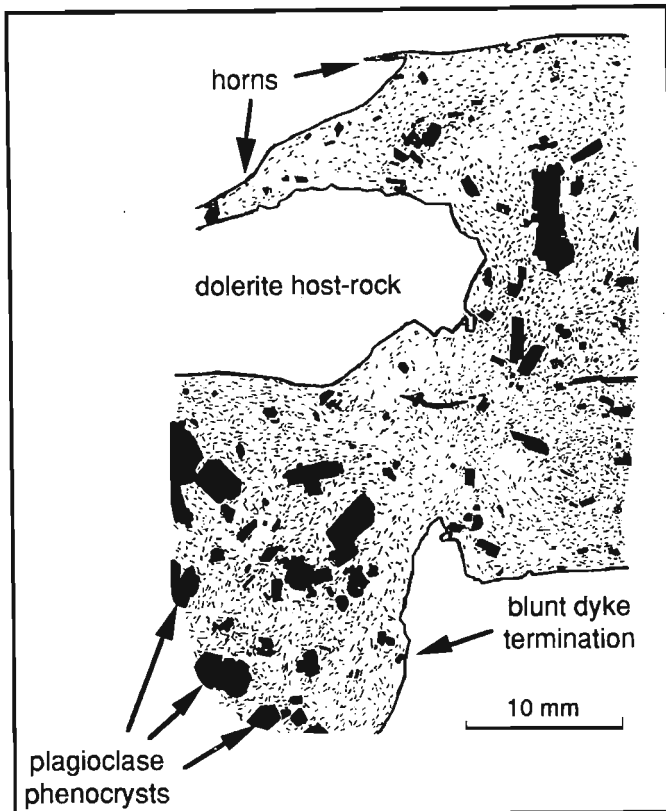 horns
dolerite host-rock
blunt dyke
termination
10 mm
plagioclase
phenocrysts